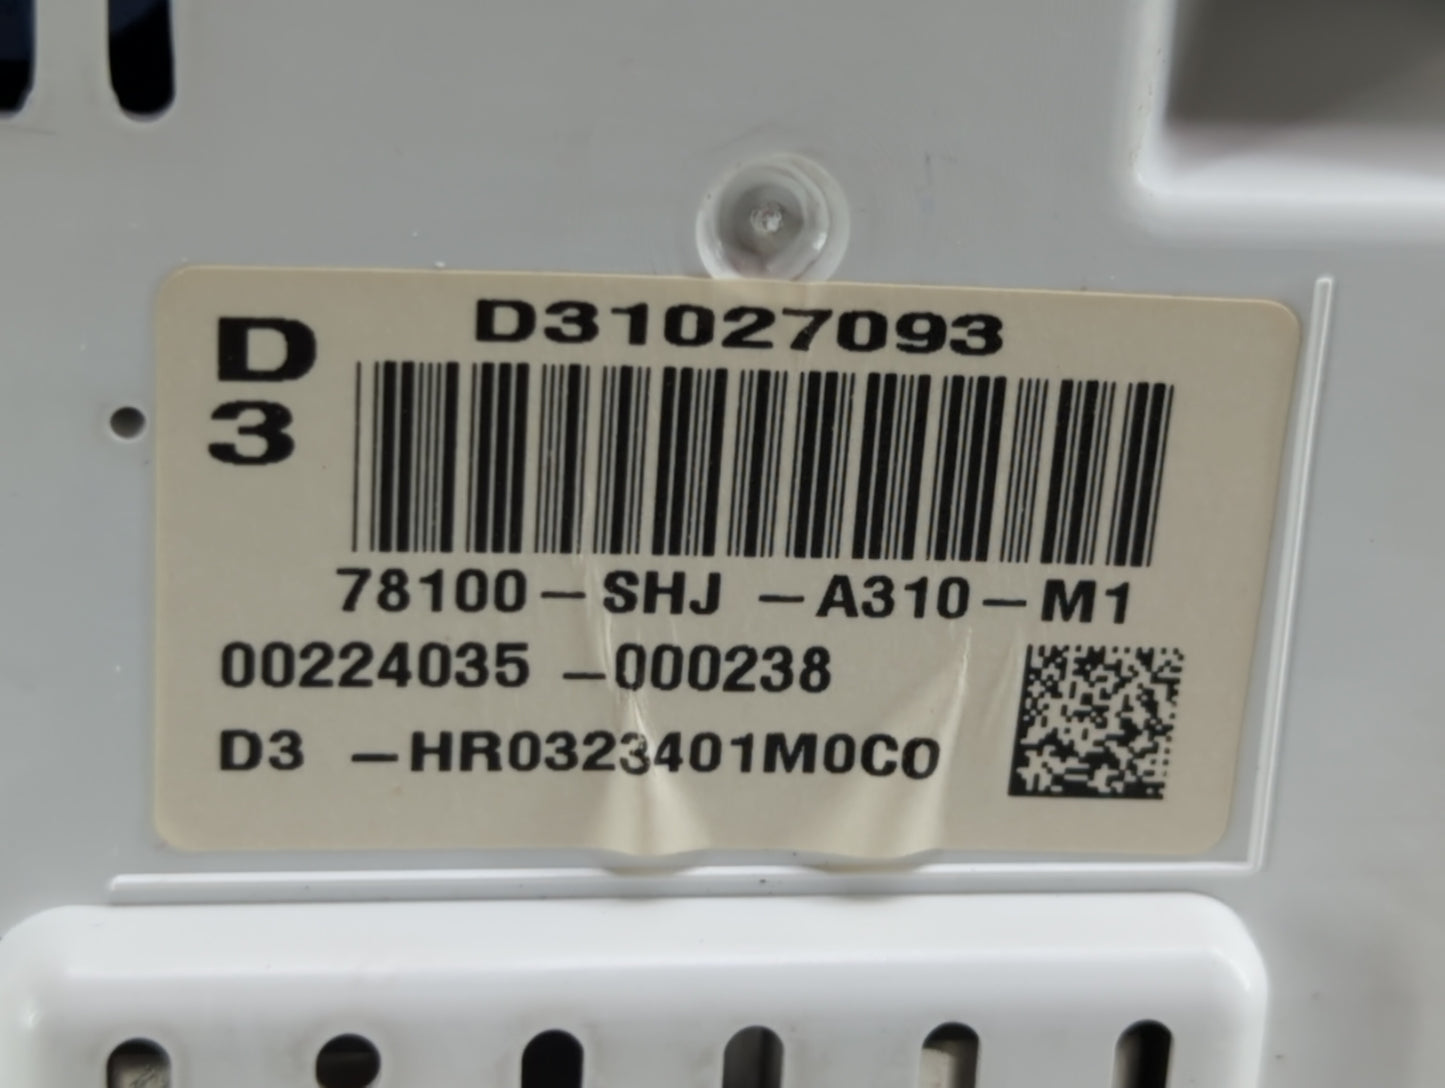 D31027093
D
3
78100-SHJ -A310-M1
00224035 -000238
D3 -HR0323401M0C0